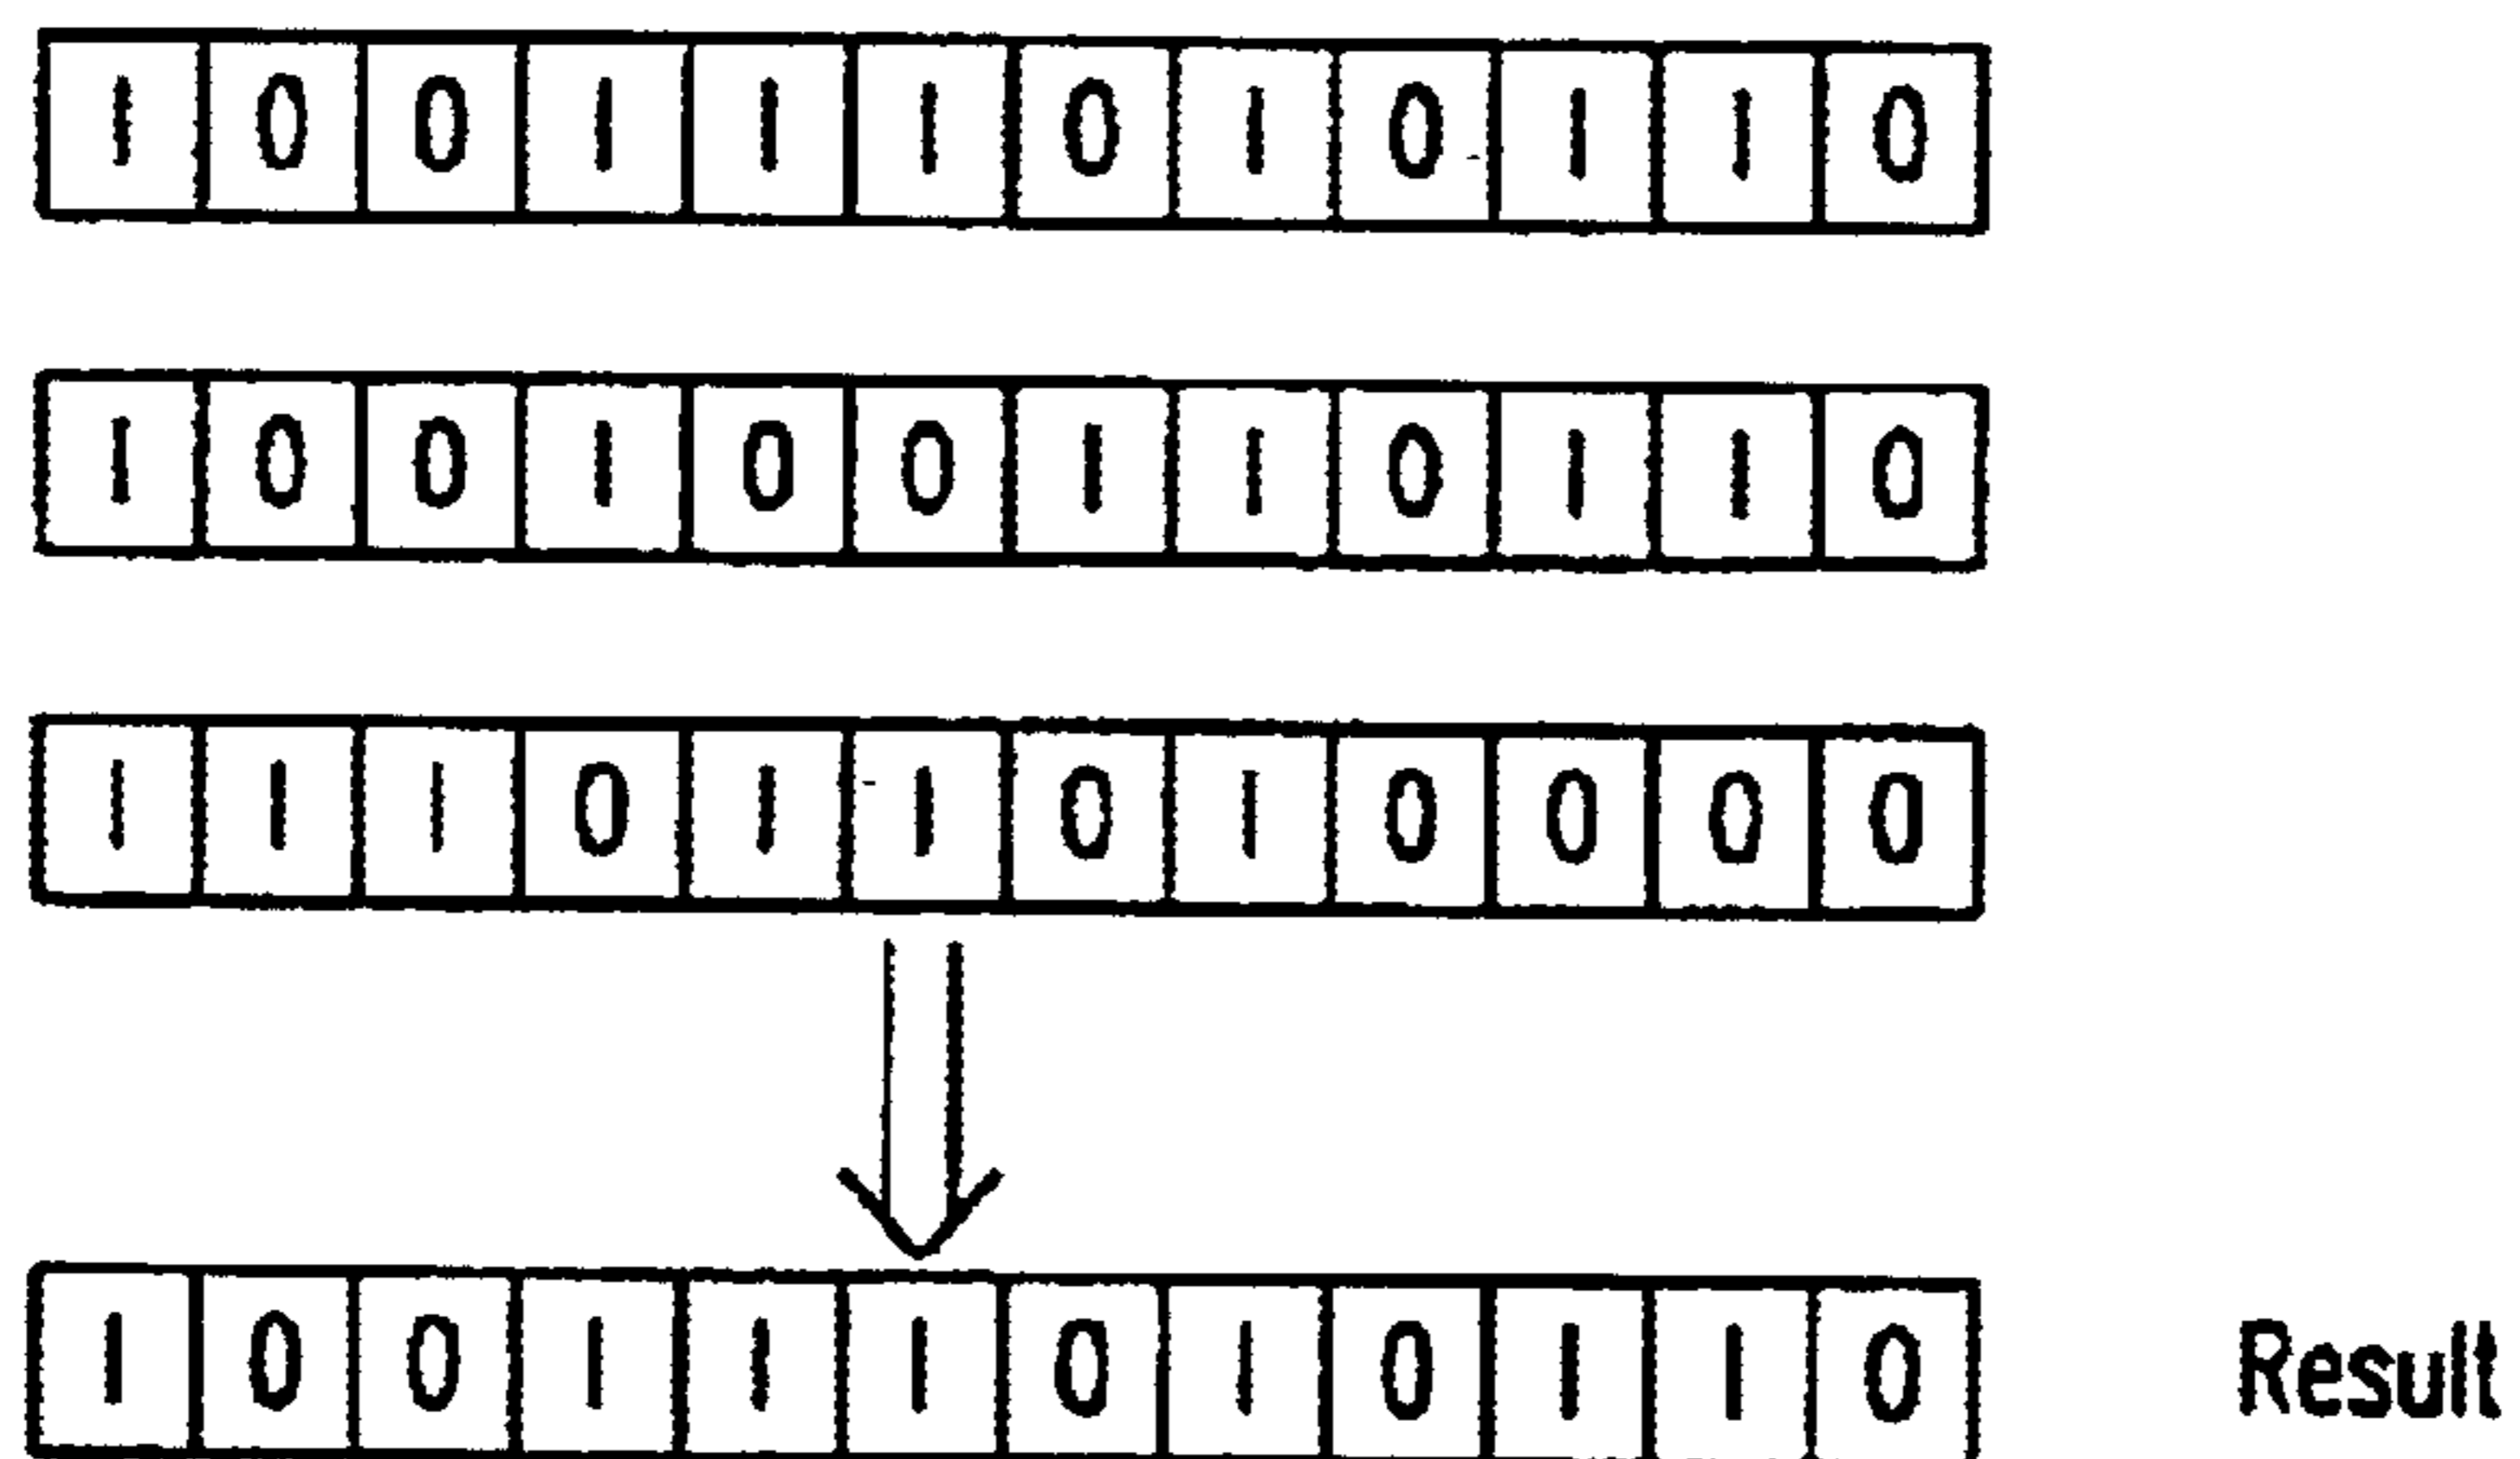 1 0 0 1 1 1 0 1 0 1 1 0
1 0 0 1 0 0 1 1 0 1 1 0
1 1 1 0 1 1 0 1 0 0 0 0
1 0 0 1 1 1 0 1 0 1 1 0 Result